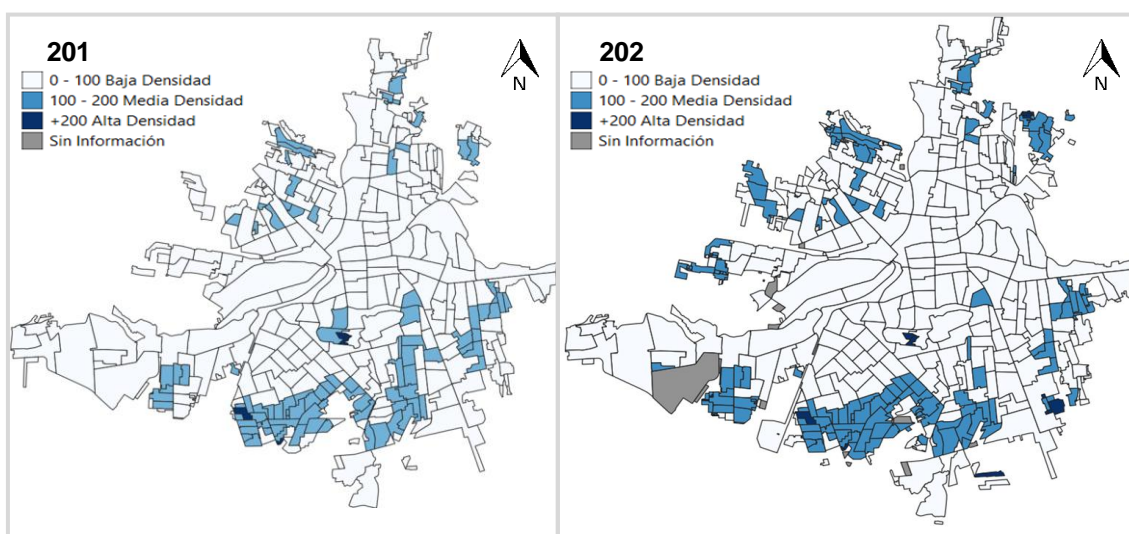 201
0 - 100 Baja Densidad
100 - 200 Media Densidad
+200 Alta Densidad
Sin Información
N
202
0 - 100 Baja Densidad
100 - 200 Media Densidad
+200 Alta Densidad
Sin Información
N